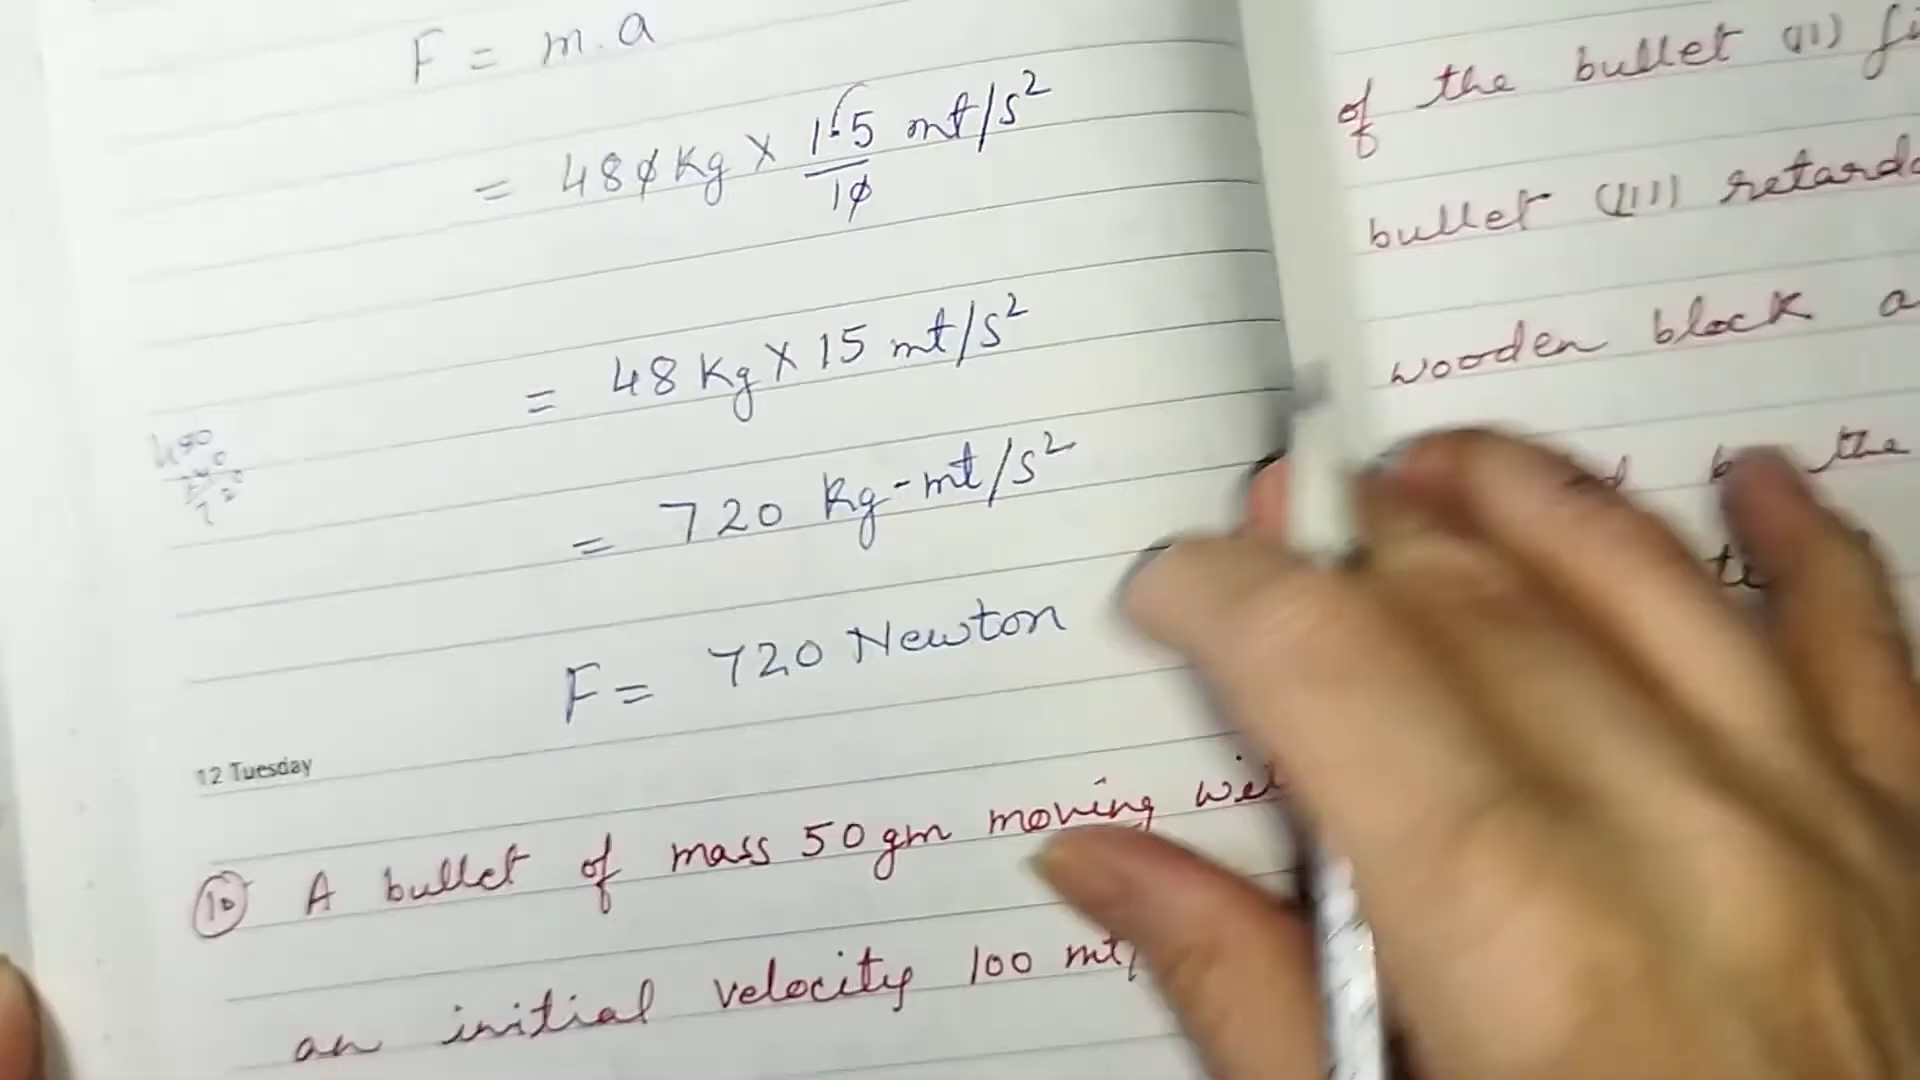 F = m.a
= 480 Kg × 1.5/10 mt/s²
= 48 Kg × 15 mt/s²
= 720 Kg-mt/s²
F = 720 Newton
12 Tuesday
10 A bullet of mass 50 gm moving
an initial velocity 100 mt/
of the bullet (II)
bullet (III)
wooden block
the